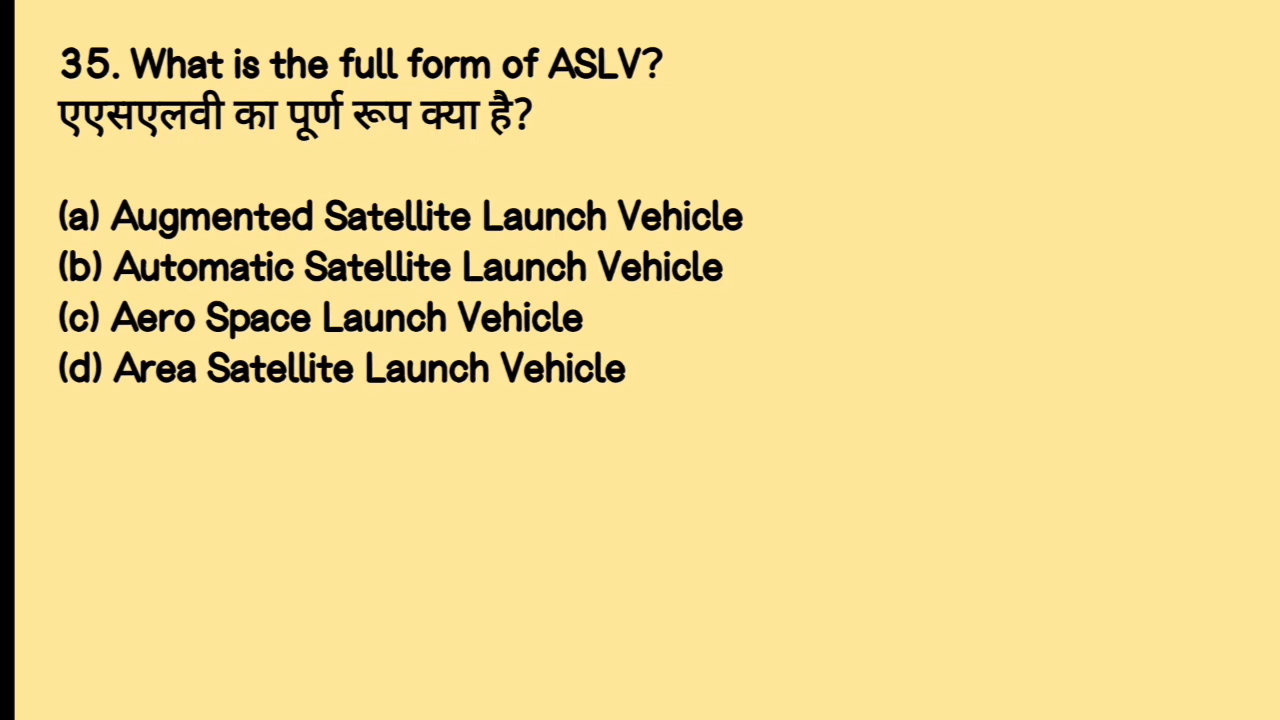 35. What is the full form of ASLV?
एएसएलवी का पूर्ण रूप क्या है?
(a) Augmented Satellite Launch Vehicle
(b) Automatic Satellite Launch Vehicle
(c) Aero Space Launch Vehicle
(d) Area Satellite Launch Vehicle